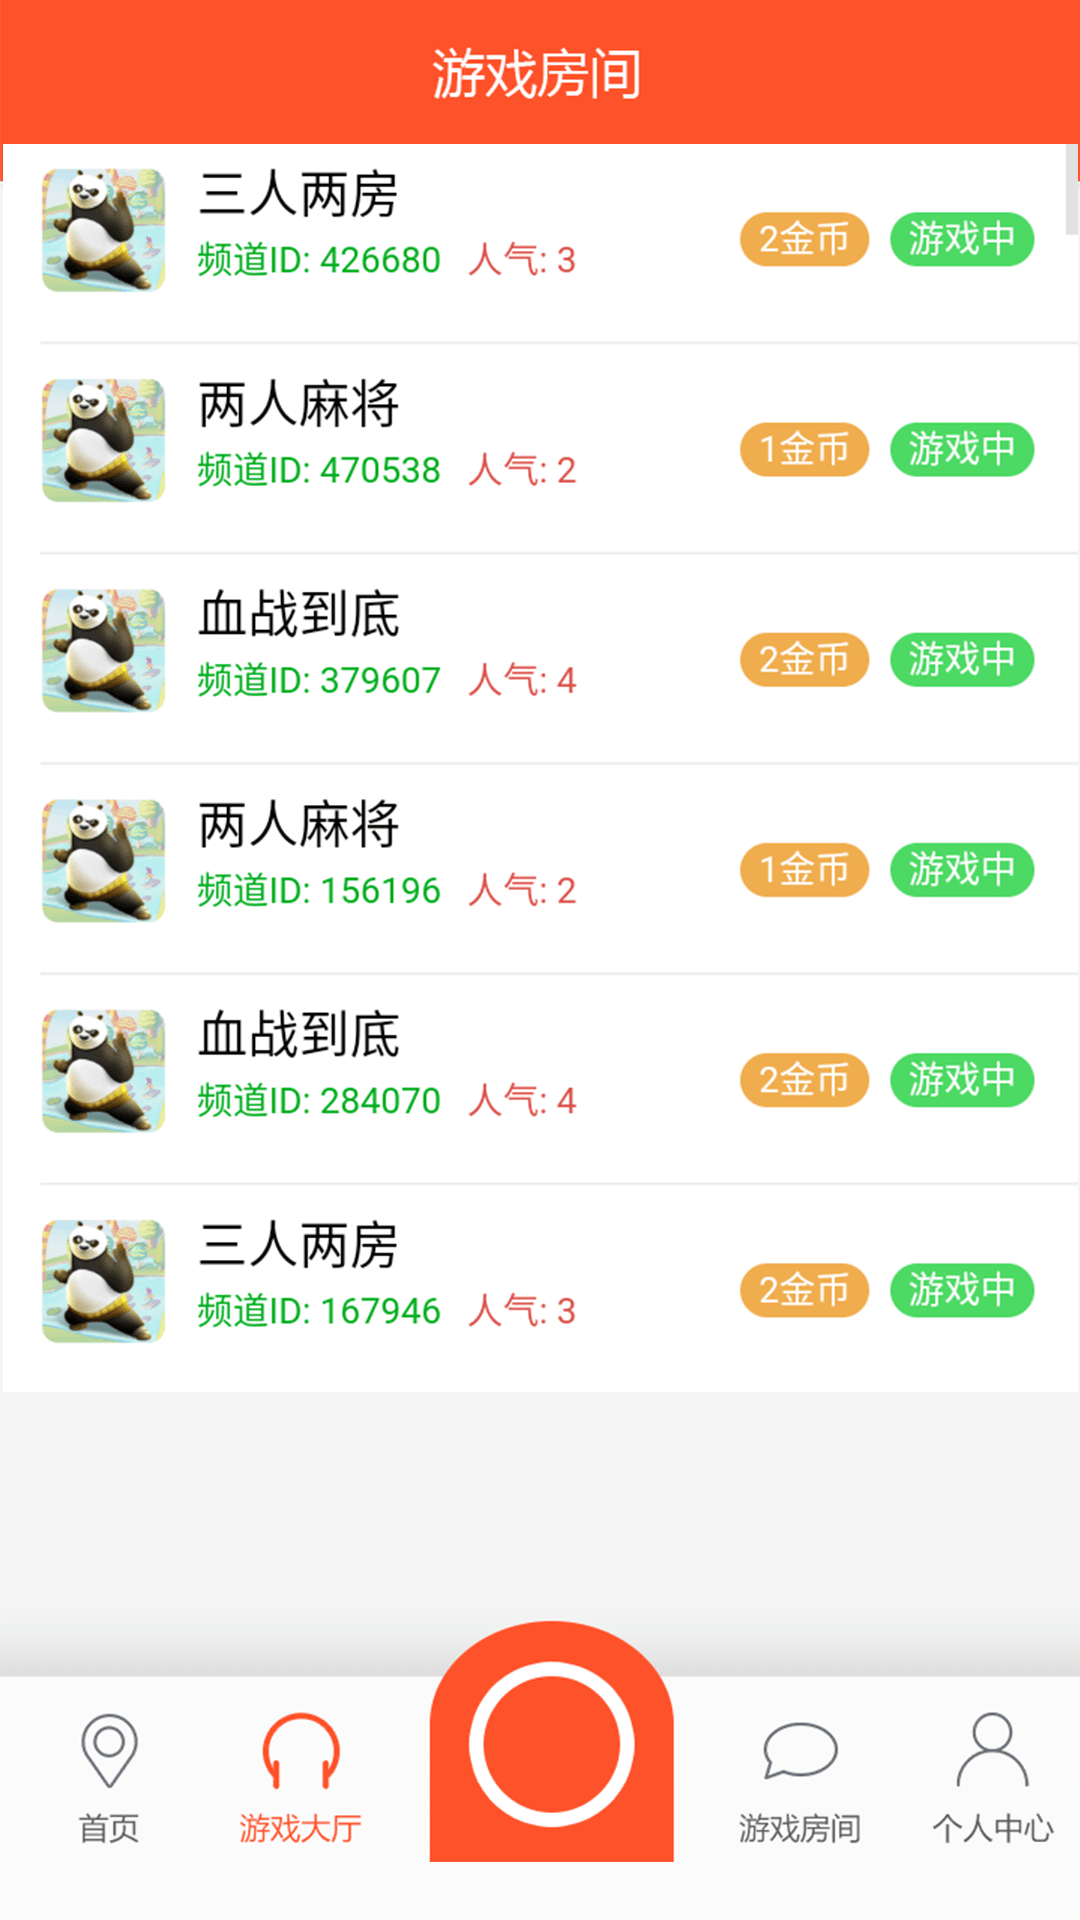 游戏房间
三人两房
频道ID: 426680 人气: 3 2金币 游戏中
两人麻将
频道ID: 470538 人气: 2 1金币 游戏中
血战到底
频道ID: 379607 人气: 4 2金币 游戏中
两人麻将
频道ID: 156196 人气: 2 1金币 游戏中
血战到底
频道ID: 284070 人气: 4 2金币 游戏中
三人两房
频道ID: 167946 人气: 3 2金币 游戏中
首页 游戏大厅 游戏房间 个人中心